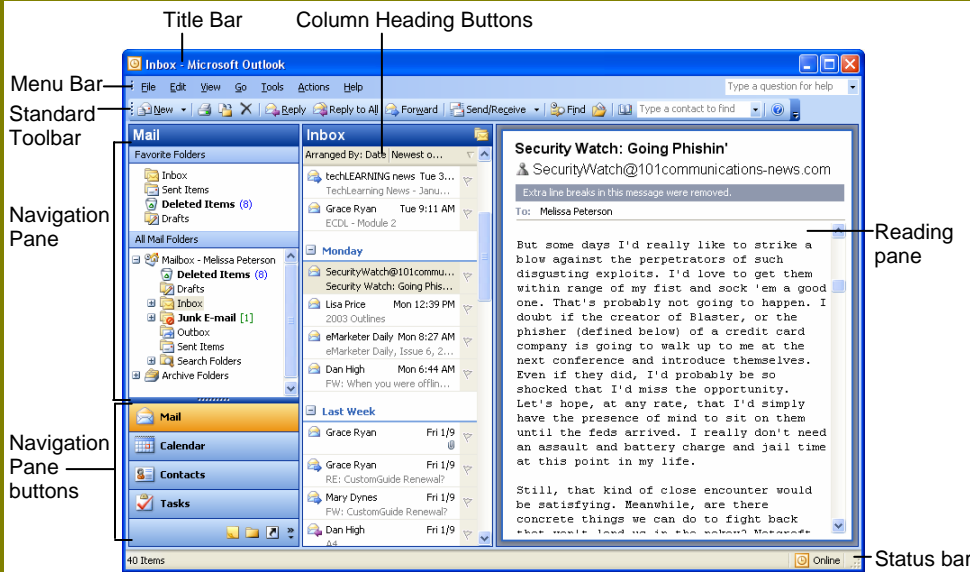 Title Bar
Column Heading Buttons
Inbox - Microsoft Outlook
Menu Bar
File Edit View Go Tools Actions Help
Type a question for help
Standard
Toolbar
New Reply Reply to All Forward Send/Receive Find Type a contact to find
Mail
Favorite Folders
Inbox
Sent Items
Deleted Items (8)
Drafts
All Mail Folders
Mailbox - Melissa Peterson
Deleted Items (8)
Drafts
Inbox
Junk E-mail [1]
Outbox
Sent Items
Search Folders
Archive Folders
Navigation
Pane
Mail
Calendar
Contacts
Tasks
Navigation
Pane
buttons
Inbox
Arranged By: Date Newest o...
techLEARNING news Tue 3...
TechLearning News - Janu...
Grace Ryan Tue 9:11 AM
ECDL - Module 2
Monday
SecurityWatch@101commu...
Security Watch: Going Phis...
Lisa Price Mon 12:39 PM
2003 Outlines
eMarketer Daily Mon 8:27 AM
eMarketer Daily, Issue 6, 2...
Dan High Mon 6:44 AM
FW: When you were offlin...
Last Week
Grace Ryan Fri 1/9
Grace Ryan Fri 1/9
RE: CustomGuide Renewal?
Mary Dynes Fri 1/9
FW: CustomGuide Renewal?
Dan High Fri 1/9
A4
Security Watch: Going Phishin'
SecurityWatch@101communications-news.com
Extra line breaks in this message were removed.
To: Melissa Peterson
But some days I'd really like to strike a
blow against the perpetrators of such
disgusting exploits. I'd love to get them
within range of my fist and sock 'em a good
one. That's probably not going to happen. I
doubt if the creator of Blaster, or the
phisher (defined below) of a credit card
company is going to walk up to me at the
next conference and introduce themselves.
Even if they did, I'd probably be so
shocked that I'd miss the opportunity.
Let's hope, at any rate, that I'd simply
have the presence of mind to sit on them
until the feds arrived. I really don't need
an assault and battery charge and jail time
at this point in my life.
Still, that kind of close encounter would
be satisfying. Meanwhile, are there
concrete things we can do to fight back
that won't land us in the pokey? Netcraft
Reading
pane
40 Items
Online
Status bar